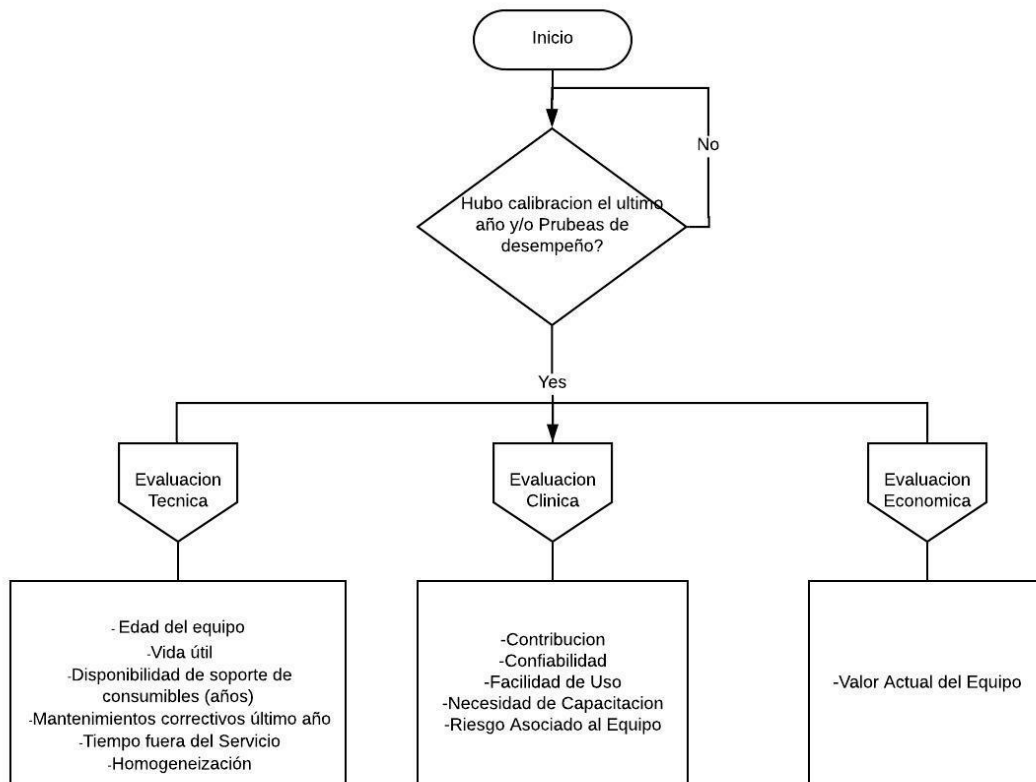 Inicio
No
Hubo calibracion el ultimo
año y/o Prubeas de
desempeño?
Yes
Evaluacion
Tecnica
Evaluacion
Clinica
Evaluacion
Economica
- Edad del equipo
-Vida útil
-Disponibilidad de soporte de
consumibles (años)
-Mantenimientos correctivos último año
-Tiempo fuera del Servicio
-Homogeneización
-Contribucion
-Confiabilidad
-Facilidad de Uso
-Necesidad de Capacitacion
-Riesgo Asociado al Equipo
-Valor Actual del Equipo